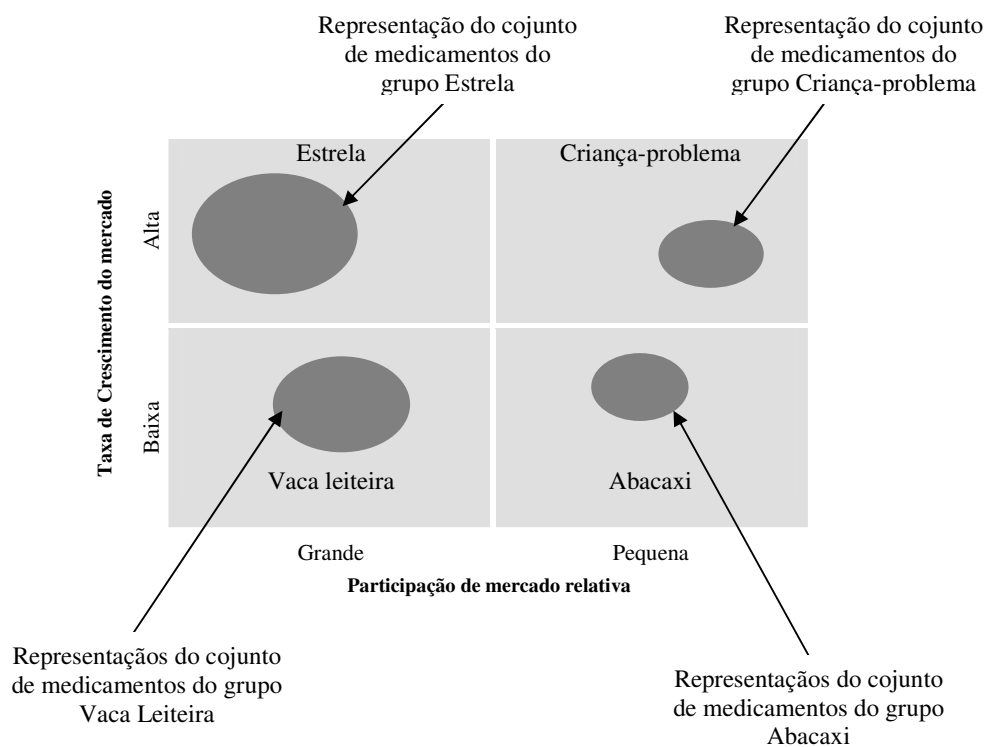 Representação do cojunto
de medicamentos do
grupo Estrela
Representação do cojunto
de medicamentos do
grupo Criança-problema
Estrela
Criança-problema
Taxa de Crescimento do mercado
Alta
Baixa
Vaca leiteira
Abacaxi
Grande
Pequena
Participação de mercado relativa
Representaçãos do cojunto
de medicamentos do grupo
Vaca Leiteira
Representaçãos do cojunto
de medicamentos do grupo
Abacaxi